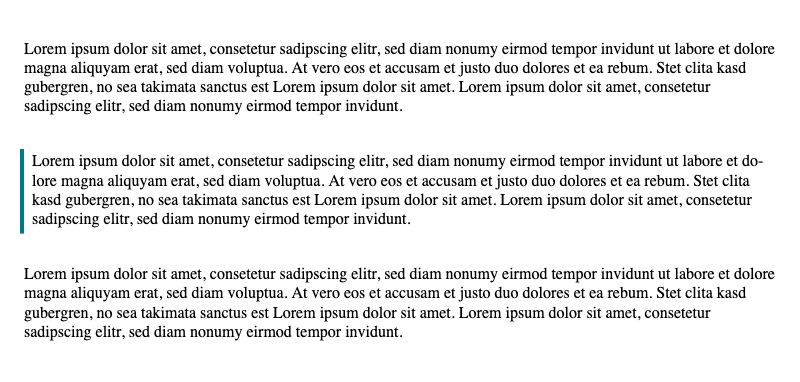 Lorem ipsum dolor sit amet, consetetur sadipscing elitr, sed diam nonumy eirmod tempor invidunt ut labore et dolore
magna aliquyam erat, sed diam voluptua. At vero eos et accusam et justo duo dolores et ea rebum. Stet clita kasd
gubergren, no sea takimata sanctus est Lorem ipsum dolor sit amet. Lorem ipsum dolor sit amet, consetetur
sadipscing elitr, sed diam nonumy eirmod tempor invidunt.
Lorem ipsum dolor sit amet, consetetur sadipscing elitr, sed diam nonumy eirmod tempor invidunt ut labore et do-
lore magna aliquyam erat, sed diam voluptua. At vero eos et accusam et justo duo dolores et ea rebum. Stet clita
kasd gubergren, no sea takimata sanctus est Lorem ipsum dolor sit amet. Lorem ipsum dolor sit amet, consetetur
sadipscing elitr, sed diam nonumy eirmod tempor invidunt.
Lorem ipsum dolor sit amet, consetetur sadipscing elitr, sed diam nonumy eirmod tempor invidunt ut labore et dolore
magna aliquyam erat, sed diam voluptua. At vero eos et accusam et justo duo dolores et ea rebum. Stet clita kasd
gubergren, no sea takimata sanctus est Lorem ipsum dolor sit amet. Lorem ipsum dolor sit amet, consetetur
sadipscing elitr, sed diam nonumy eirmod tempor invidunt.